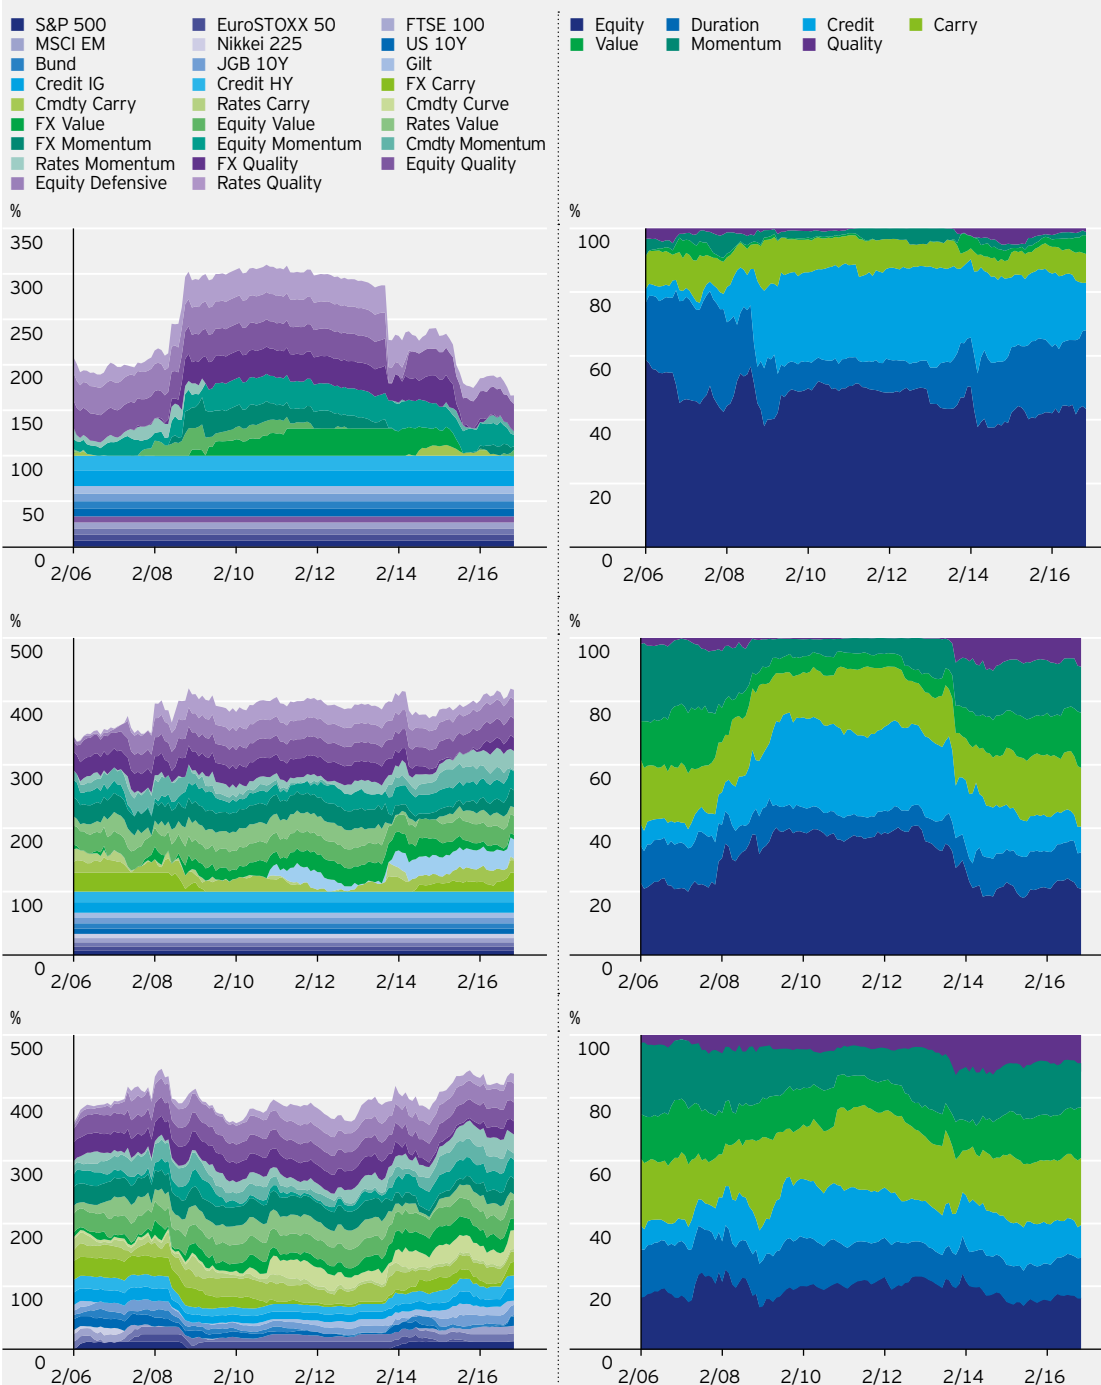 S&P 500 EuroSTOXX 50 FTSE 100
MSCI EM Nikkei 225 US 10Y
Bund JGB 10Y Gilt
Credit IG Credit HY FX Carry
Cmdty Carry Rates Carry Cmdty Curve
FX Value Equity Value Rates Value
FX Momentum Equity Momentum Cmdty Momentum
Rates Momentum FX Quality Equity Quality
Equity Defensive Rates Quality
Equity Duration Credit Carry
Value Momentum Quality
%
350
300
250
200
150
100
50
0
2/06 2/08 2/10 2/12 2/14 2/16
%
100
80
60
40
20
0
2/06 2/08 2/10 2/12 2/14 2/16
%
500
400
300
200
100
0
2/06 2/08 2/10 2/12 2/14 2/16
%
100
80
60
40
20
0
2/06 2/08 2/10 2/12 2/14 2/16
%
500
400
300
200
100
0
2/06 2/08 2/10 2/12 2/14 2/16
%
100
80
60
40
20
0
2/06 2/08 2/10 2/12 2/14 2/16